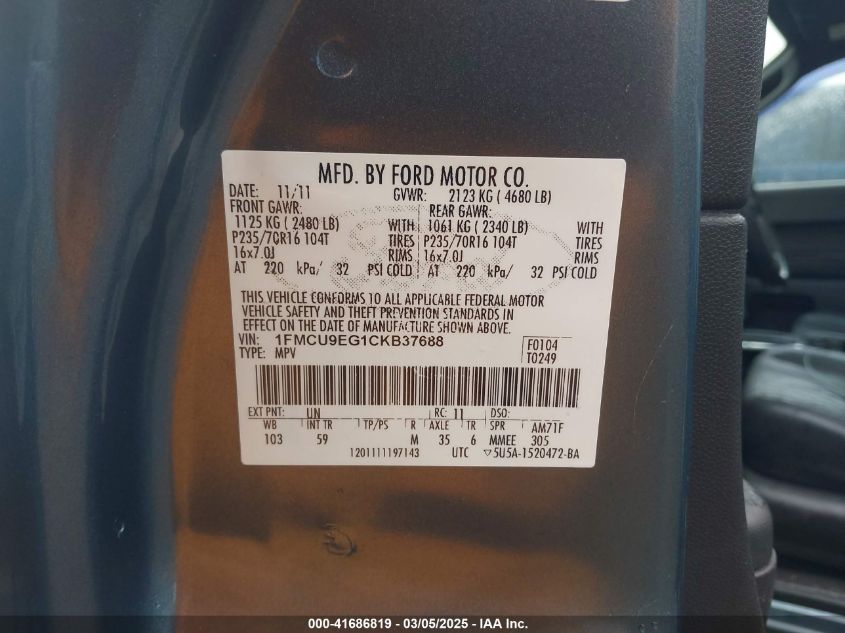 MFD. BY FORD MOTOR CO.
DATE: 11/11 GVWR: 2123 KG ( 4680 LB)
FRONT GAWR: REAR GAWR:
1125 KG ( 2480 LB) WITH 1061 KG ( 2340 LB) WITH
P235/70R16 104T TIRES P235/70R16 104T TIRES
16x7.0J RIMS 16x7.0J RIMS
AT 220 kPa/ 32 PSI COLD AT 220 kPa/ 32 PSI COLD
THIS VEHICLE CONFORMS TO ALL APPLICABLE FEDERAL MOTOR
VEHICLE SAFETY AND THEFT PREVENTION STANDARDS IN
EFFECT ON THE DATE OF MANUFACTURE SHOWN ABOVE.
VIN: 1FMCU9EG1CKB37688 F0104
TYPE: MPV T0249
EXT PNT: UN RC: 11 DSO:
WB INT TR TP/PS R AXLE TR SPR AM71F
103 59 M 35 6 MMEE 305
1201111197143 UTC ▽5U5A-1520472-BA
000-41686819 - 03/05/2025 - IAA Inc.